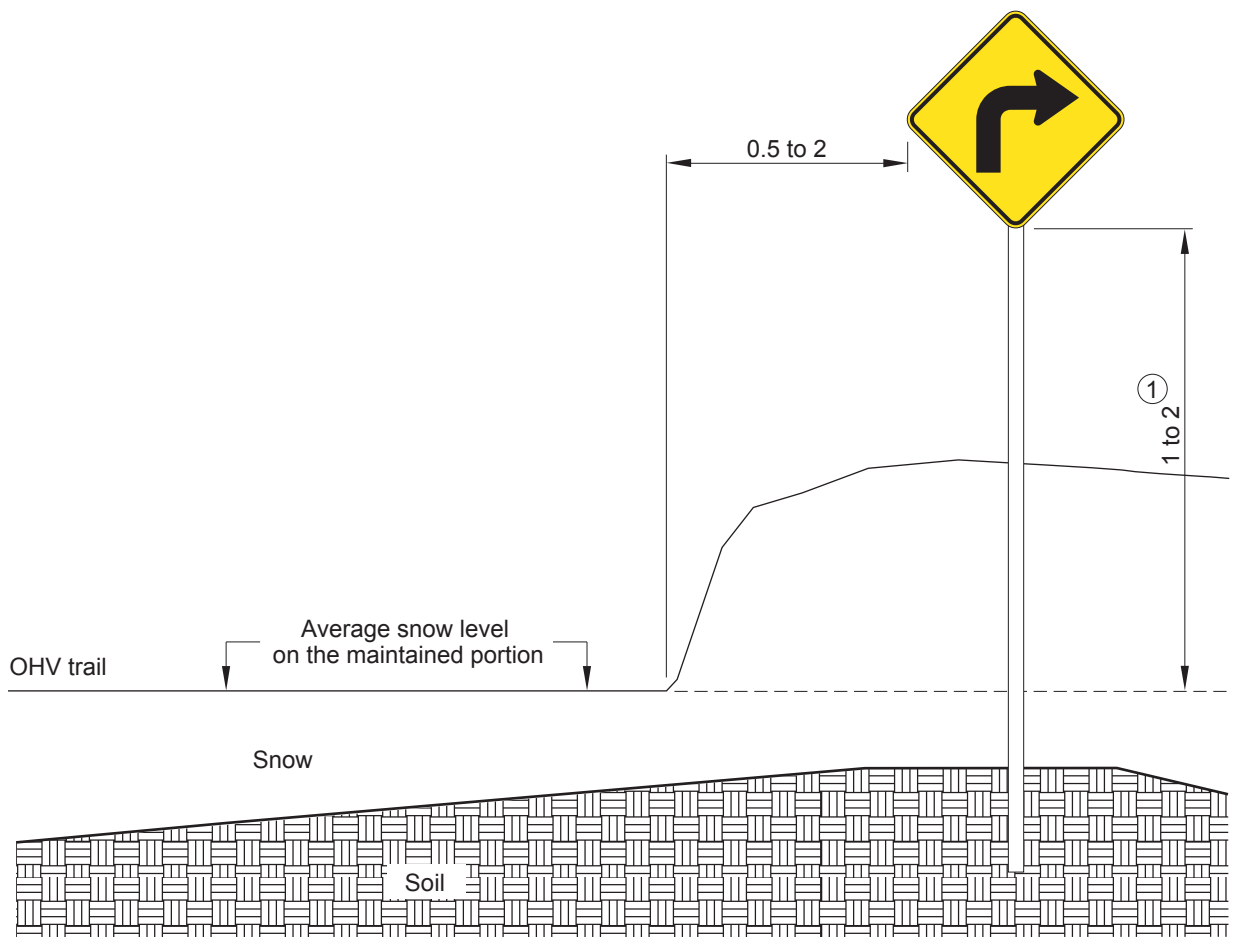 0.5 to 2
1
1 to 2
Average snow level
on the maintained portion
OHV trail
Snow
Soil